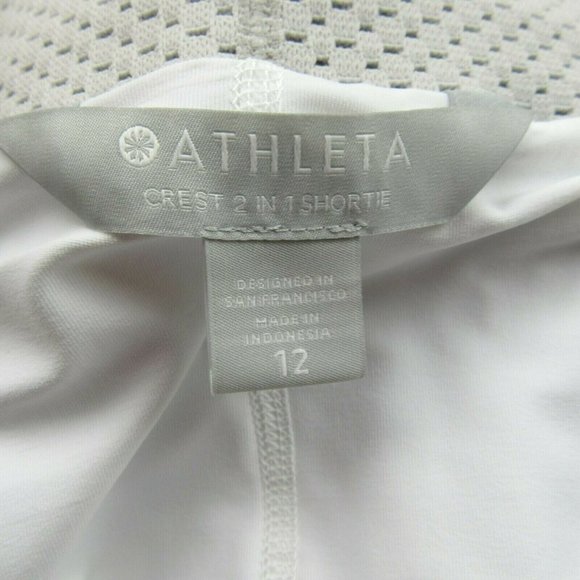 ATHLETA
CREST 2 IN 1 SHORTIE
DESIGNED IN
SAN FRANCISCO
MADE IN
INDONESIA
12